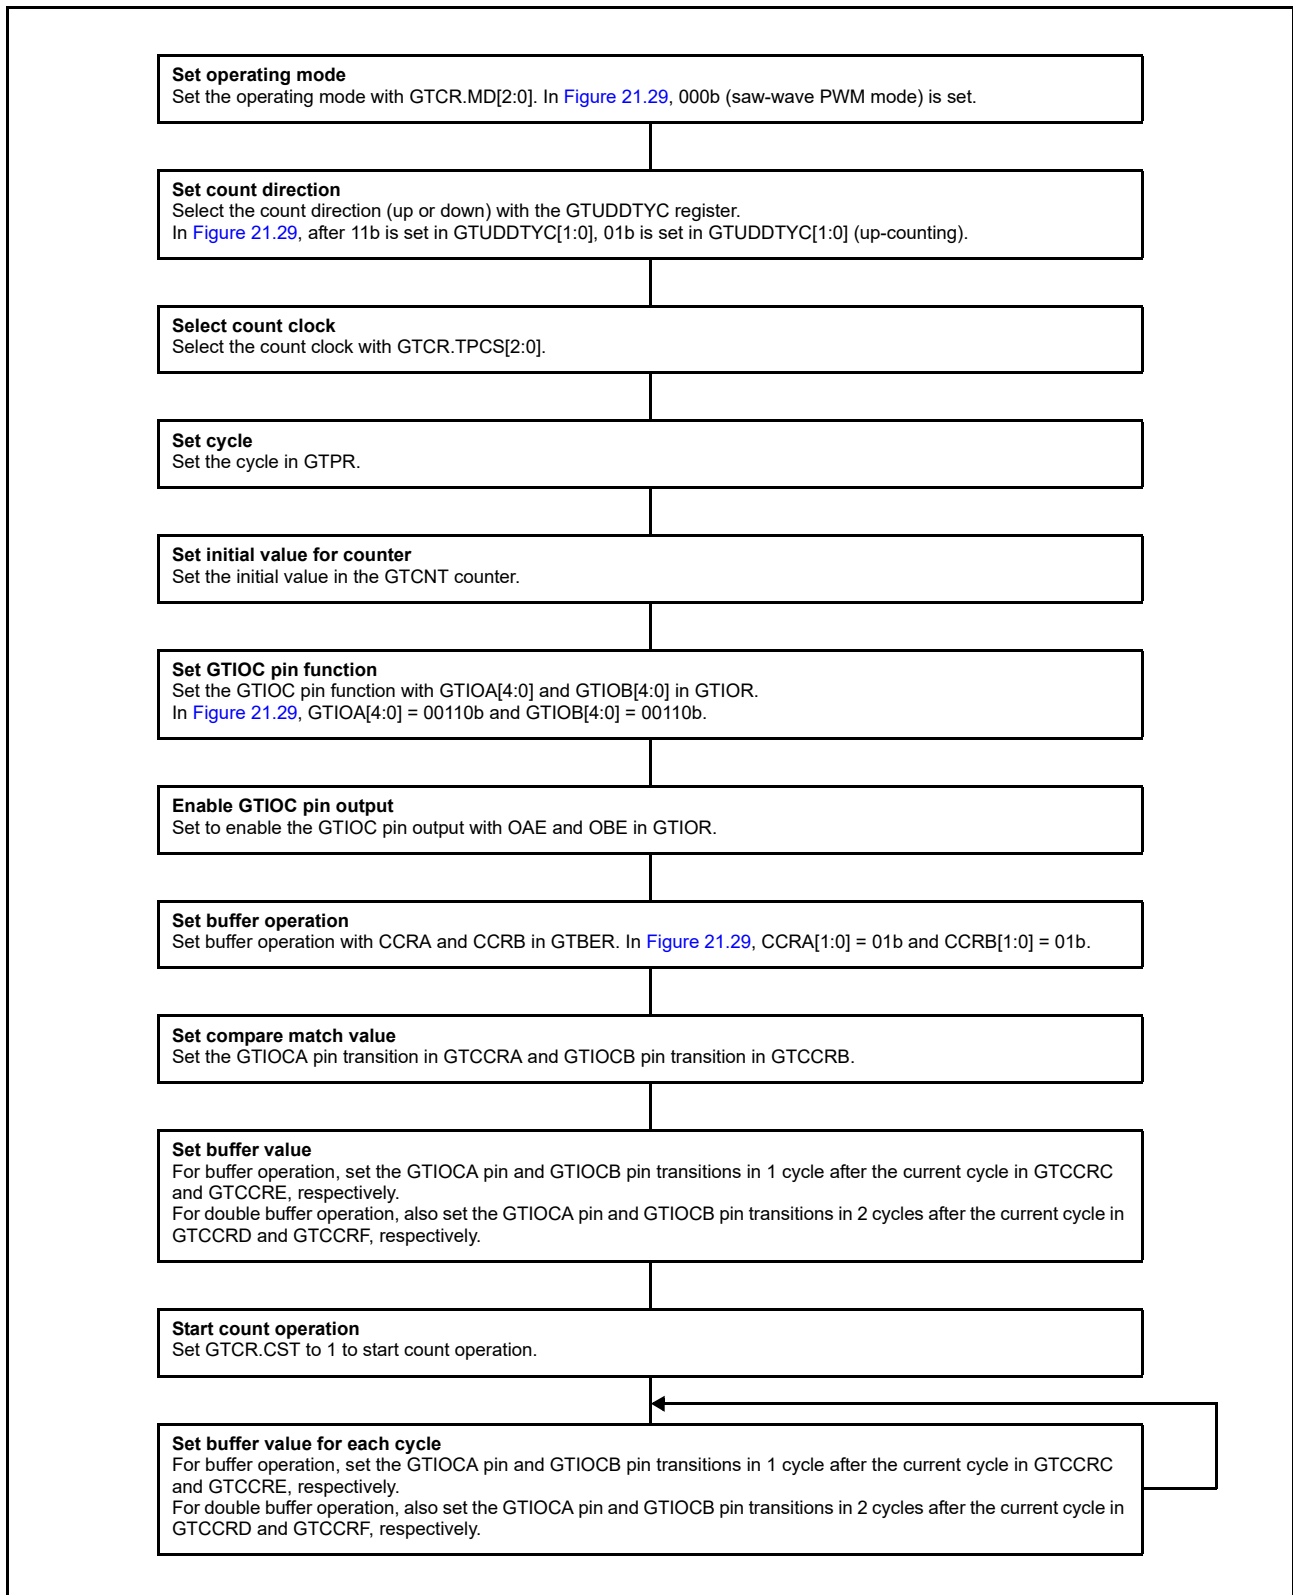 Set operating mode
Set the operating mode with GTCR.MD[2:0]. In Figure 21.29, 000b (saw-wave PWM mode) is set.
Set count direction
Select the count direction (up or down) with the GTUDDTYC register.
In Figure 21.29, after 11b is set in GTUDDTYC[1:0], 01b is set in GTUDDTYC[1:0] (up-counting).
Select count clock
Select the count clock with GTCR.TPCS[2:0].
Set cycle
Set the cycle in GTPR.
Set initial value for counter
Set the initial value in the GTCNT counter.
Set GTIOC pin function
Set the GTIOC pin function with GTIOA[4:0] and GTIOB[4:0] in GTIOR.
In Figure 21.29, GTIOA[4:0] = 00110b and GTIOB[4:0] = 00110b.
Enable GTIOC pin output
Set to enable the GTIOC pin output with OAE and OBE in GTIOR.
Set buffer operation
Set buffer operation with CCRA and CCRB in GTBER. In Figure 21.29, CCRA[1:0] = 01b and CCRB[1:0] = 01b.
Set compare match value
Set the GTIOCA pin transition in GTCCRA and GTIOCB pin transition in GTCCRB.
Set buffer value
For buffer operation, set the GTIOCA pin and GTIOCB pin transitions in 1 cycle after the current cycle in GTCCRC
and GTCCRE, respectively.
For double buffer operation, also set the GTIOCA pin and GTIOCB pin transitions in 2 cycles after the current cycle in
GTCCRD and GTCCRF, respectively.
Start count operation
Set GTCR.CST to 1 to start count operation.
Set buffer value for each cycle
For buffer operation, set the GTIOCA pin and GTIOCB pin transitions in 1 cycle after the current cycle in GTCCRC
and GTCCRE, respectively.
For double buffer operation, also set the GTIOCA pin and GTIOCB pin transitions in 2 cycles after the current cycle in
GTCCRD and GTCCRF, respectively.